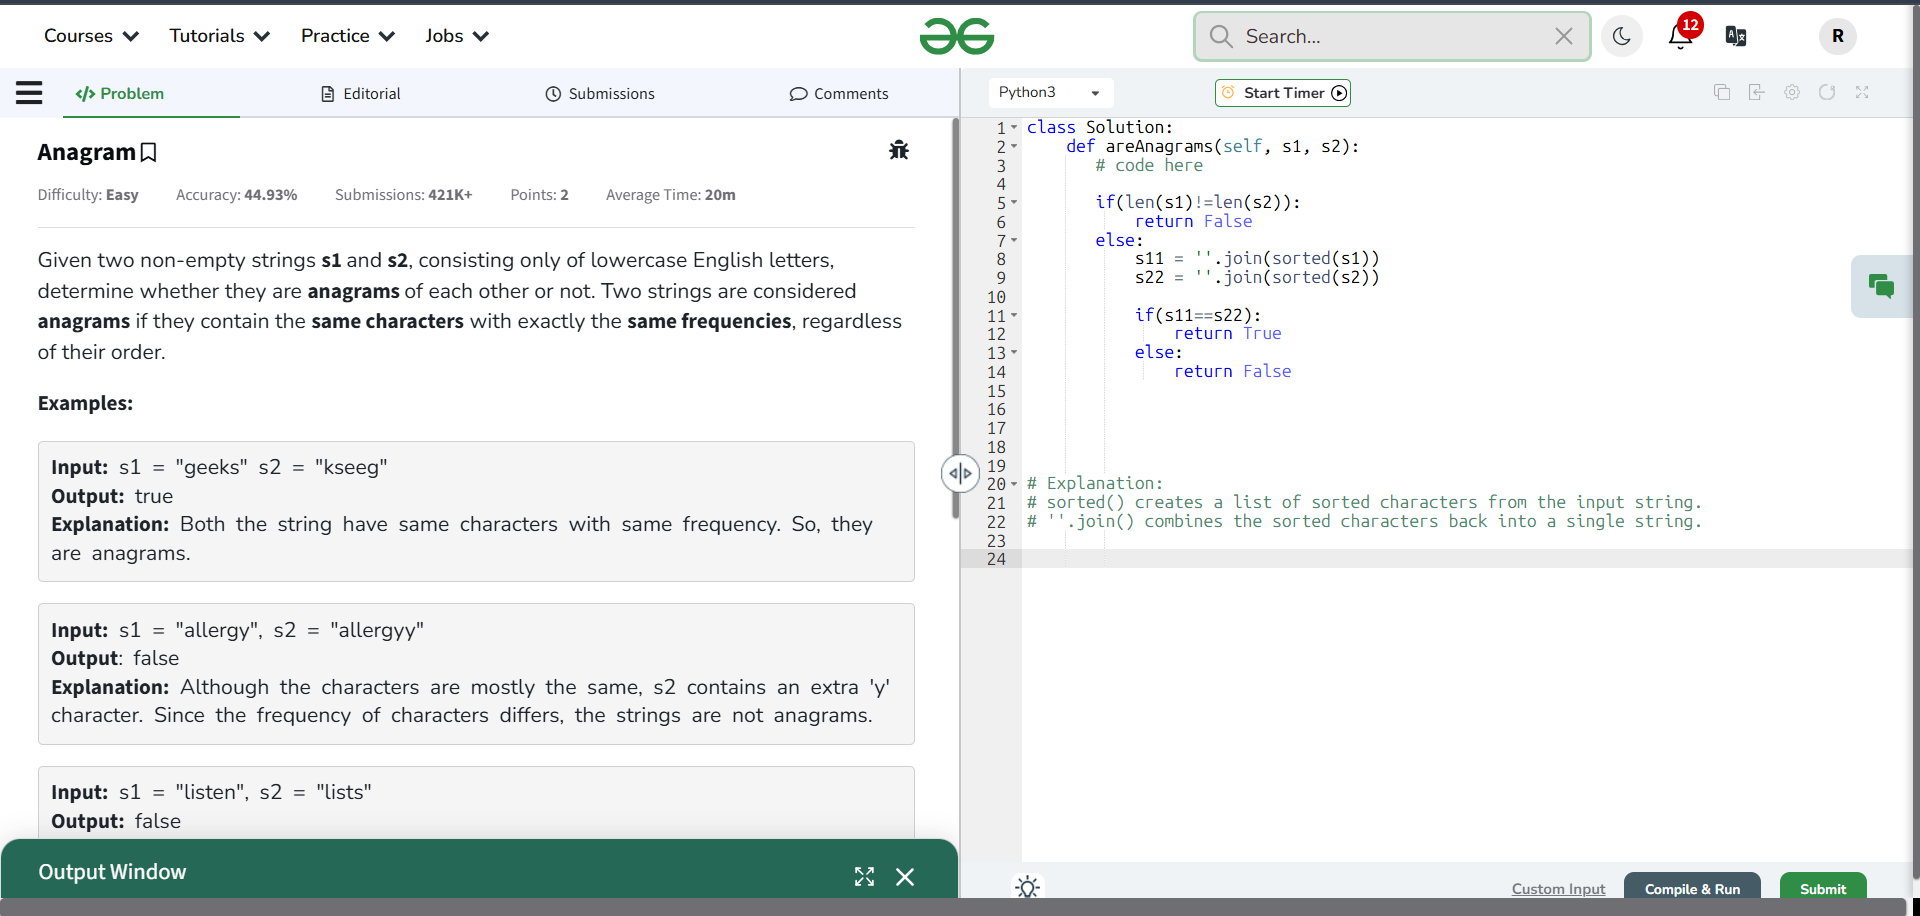 Courses Tutorials Practice Jobs
Search...
12
R
</> Problem Editorial Submissions Comments
Python3
Start Timer
Anagram
Difficulty: Easy Accuracy: 44.93% Submissions: 421K+ Points: 2 Average Time: 20m
Given two non-empty strings s1 and s2, consisting only of lowercase English letters,
determine whether they are anagrams of each other or not. Two strings are considered
anagrams if they contain the same characters with exactly the same frequencies, regardless
of their order.
Examples:
Input: s1 = "geeks" s2 = "kseeg"
Output: true
Explanation: Both the string have same characters with same frequency. So, they
are anagrams.
Input: s1 = "allergy", s2 = "allergyy"
Output: false
Explanation: Although the characters are mostly the same, s2 contains an extra 'y'
character. Since the frequency of characters differs, the strings are not anagrams.
Input: s1 = "listen", s2 = "lists"
Output: false
Output Window
1 class Solution:
2     def areAnagrams(self, s1, s2):
3        # code here
4
5        if(len(s1)!=len(s2)):
6            return False
7        else:
8            s11 = ''.join(sorted(s1))
9            s22 = ''.join(sorted(s2))
10
11            if(s11==s22):
12                return True
13            else:
14                return False
15
16
17
18
19
20 # Explanation:
21 # sorted() creates a list of sorted characters from the input string.
22 # ''.join() combines the sorted characters back into a single string.
23
24
Custom Input Compile & Run Submit